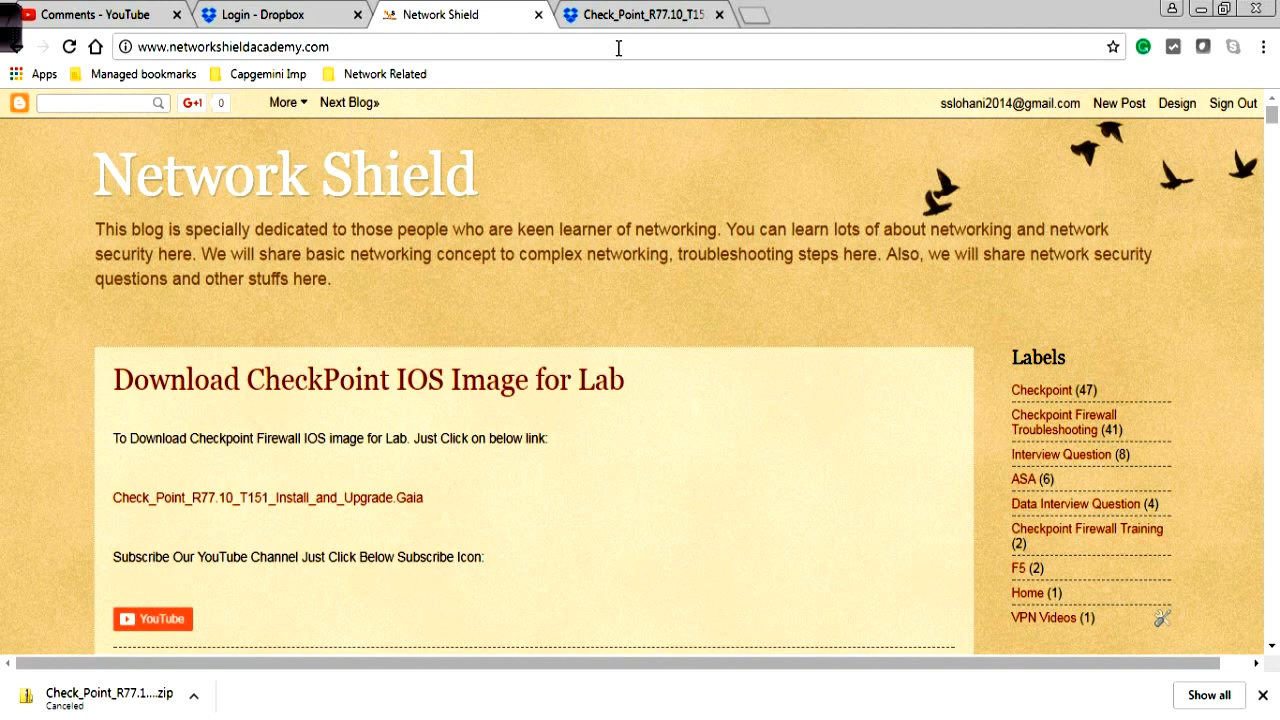 Comments - YouTube
Login - Dropbox
Network Shield
Check_Point_R77.10_T15
www.networkshieldacademy.com
Apps
Managed bookmarks
Capgemini Imp
Network Related
G+1
0
More
Next Blog»
sslohani2014@gmail.com
New Post
Design
Sign Out
Network Shield
This blog is specially dedicated to those people who are keen learner of networking. You can learn lots of about networking and network
security here. We will share basic networking concept to complex networking, troubleshooting steps here. Also, we will share network security
questions and other stuffs here.
Download CheckPoint IOS Image for Lab
To Download Checkpoint Firewall IOS image for Lab. Just Click on below link:
Check_Point_R77.10_T151_Install_and_Upgrade.Gaia
Subscribe Our YouTube Channel Just Click Below Subscribe Icon:
YouTube
Labels
Checkpoint (47)
Checkpoint Firewall
Troubleshooting (41)
Interview Question (8)
ASA (6)
Data Interview Question (4)
Checkpoint Firewall Training
(2)
F5 (2)
Home (1)
VPN Videos (1)
Check_Point_R77.1....zip
Canceled
Show all